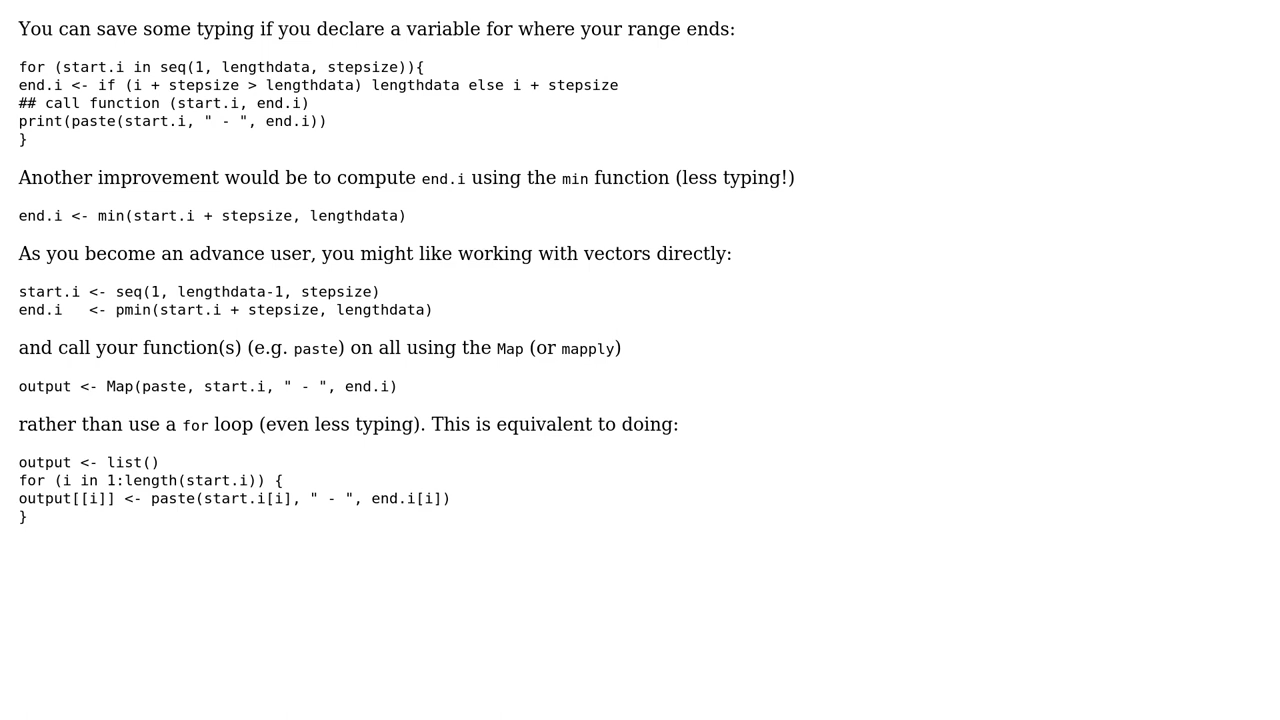 You can save some typing if you declare a variable for where your range ends:
for (start.i in seq(1, lengthdata, stepsize)){
end.i <- if (i + stepsize > lengthdata) lengthdata else i + stepsize
## call function (start.i, end.i)
print(paste(start.i, " - ", end.i))
}
Another improvement would be to compute end.i using the min function (less typing!)
end.i <- min(start.i + stepsize, lengthdata)
As you become an advance user, you might like working with vectors directly:
start.i <- seq(1, lengthdata-1, stepsize)
end.i   <- pmin(start.i + stepsize, lengthdata)
and call your function(s) (e.g. paste) on all using the Map (or mapply)
output <- Map(paste, start.i, " - ", end.i)
rather than use a for loop (even less typing). This is equivalent to doing:
output <- list()
for (i in 1:length(start.i)) {
output[[i]] <- paste(start.i[i], " - ", end.i[i])
}